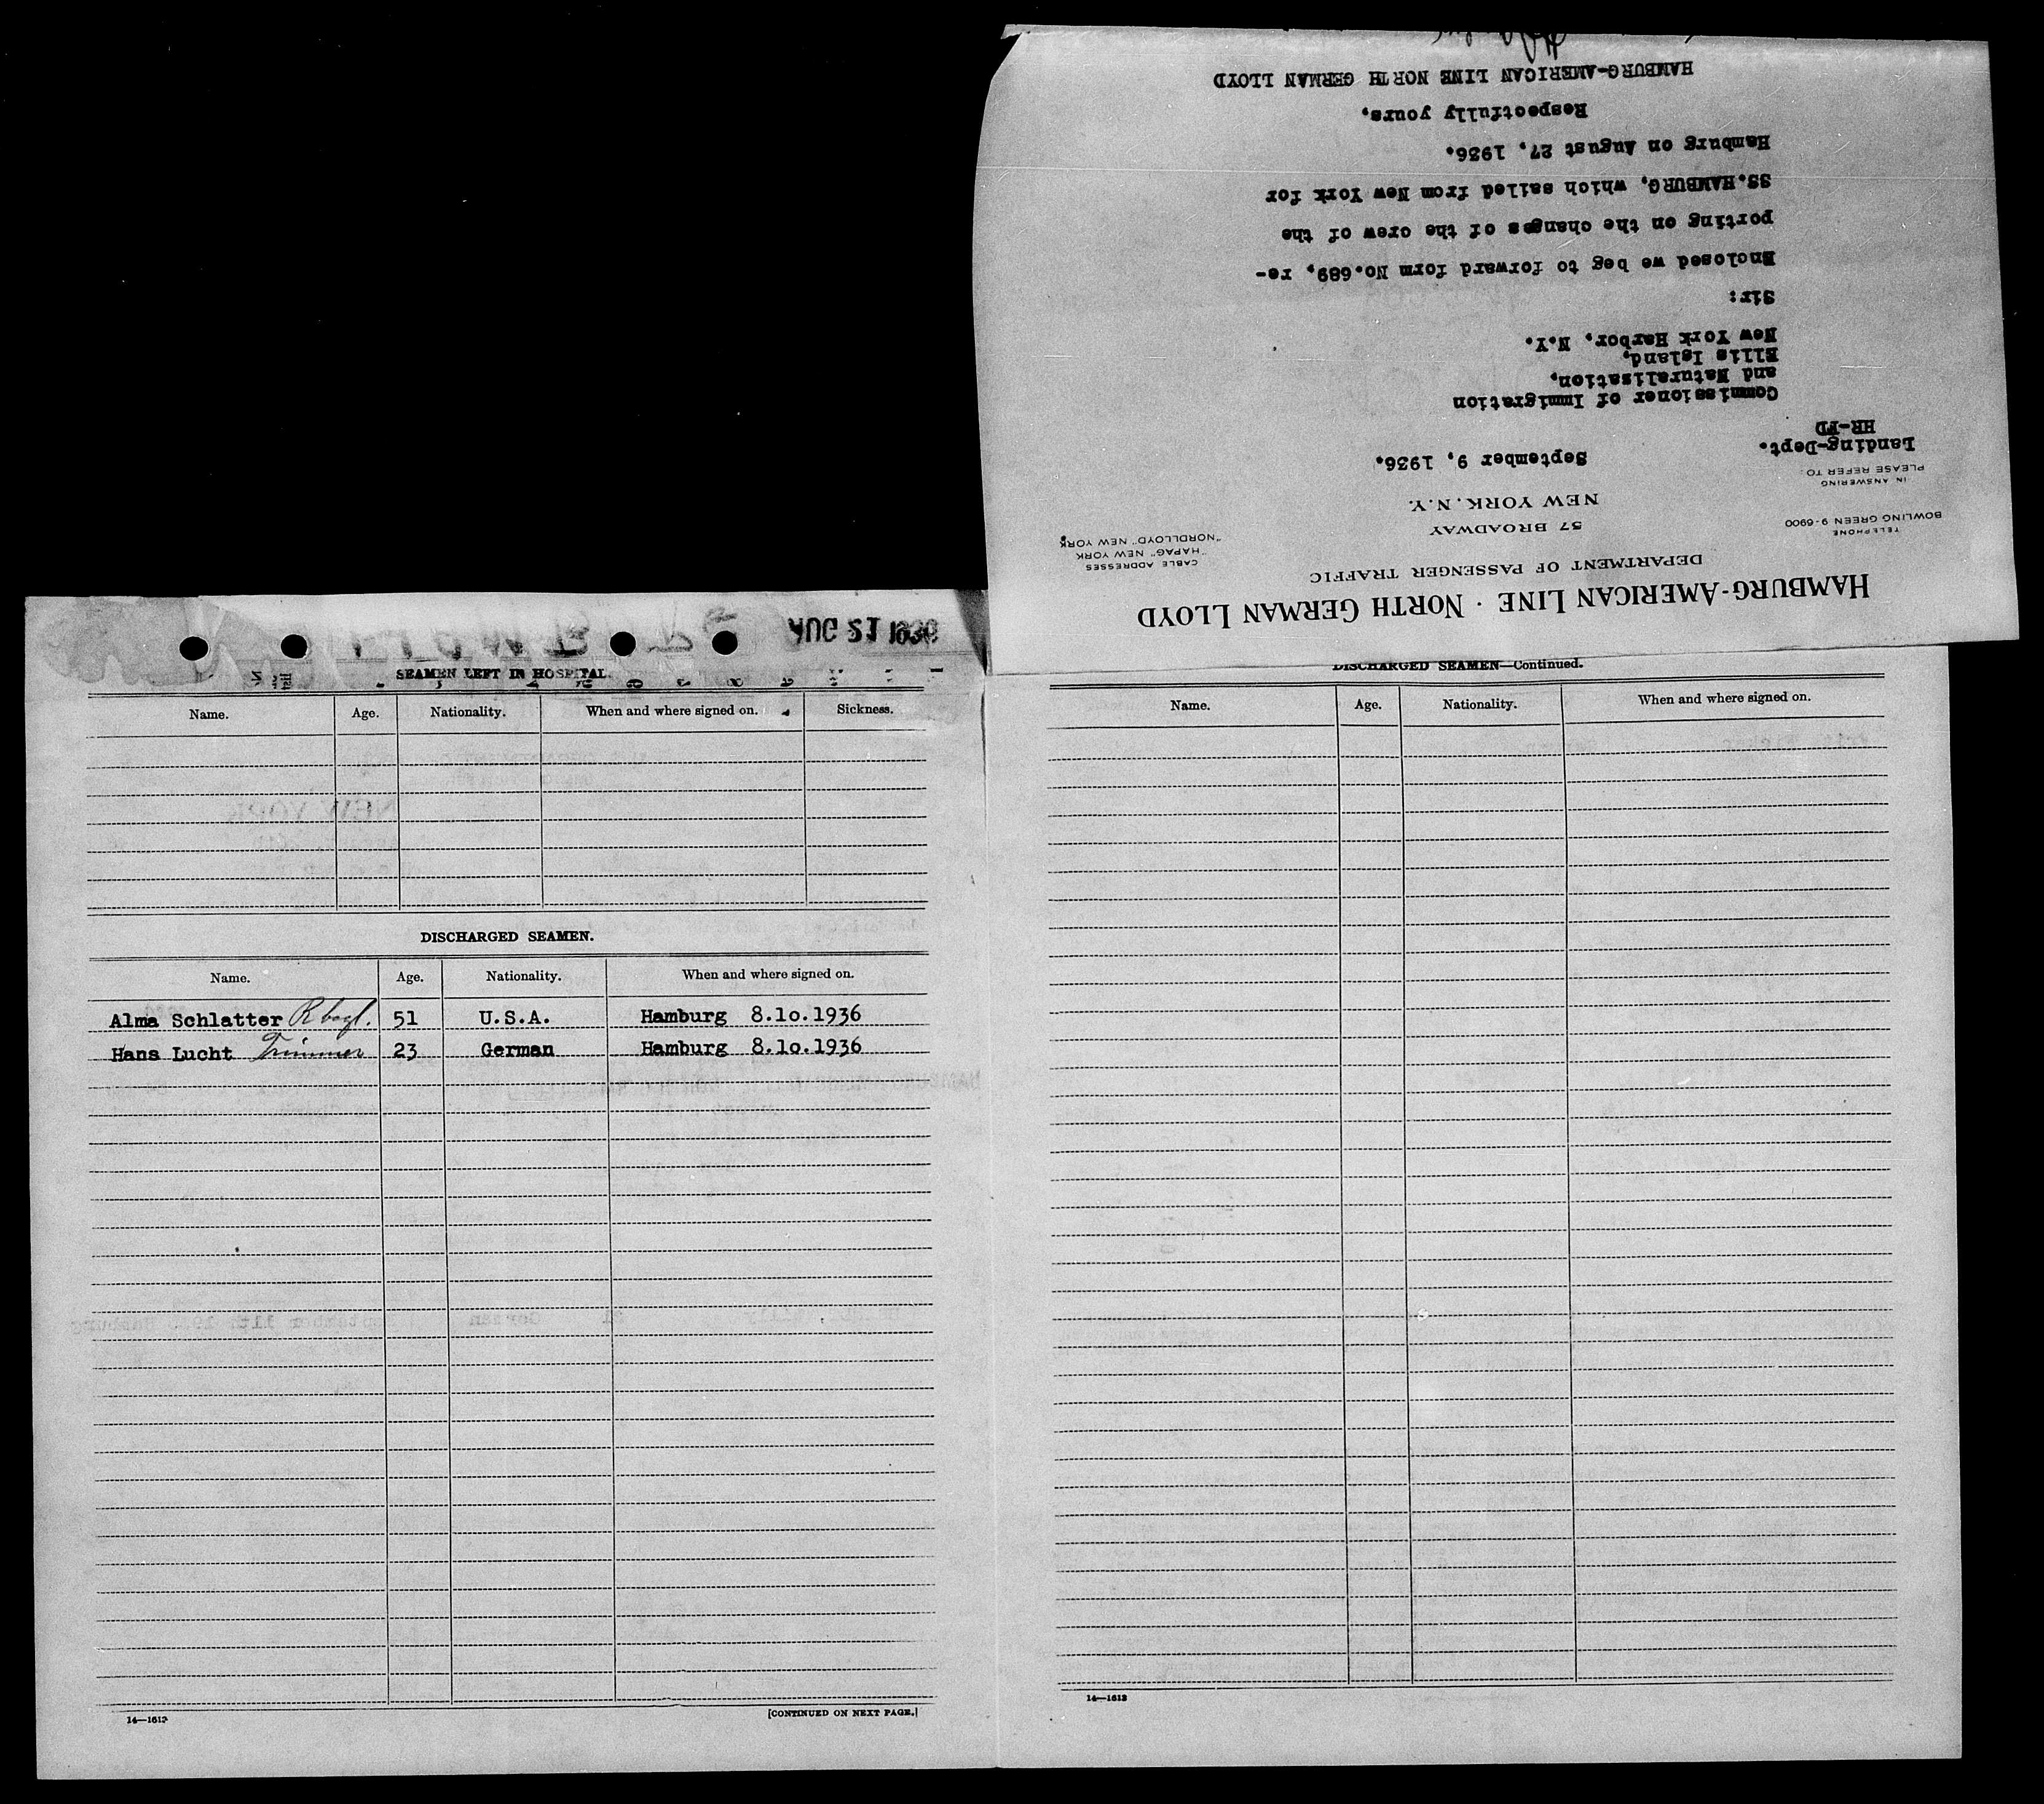 HAMBURG-AMERICAN LINE · NORTH GERMAN LLOYD
DEPARTMENT OF PASSENGER TRAFFIC
57 BROADWAY
NEW YORK, N.Y.
TELEPHONE
BOWLING GREEN 9-6900
CABLE ADDRESSES
"HAPAG" NEW YORK
"NORDLLOYD" NEW YORK
IN ANSWERING
PLEASE REFER TO:
Landing-Dept.
HR-FD
September 9, 1936.
Commissioner of Immigration
and Naturalization,
Ellis Island,
New York Harbor, N.Y.
Sir:
Enclosed we beg to forward form No.689, re-
porting on the changes of the crew of the
SS.HAMBURG, which sailed from New York for
Hamburg on August 27, 1936.
Respectfully yours,
HAMBURG-AMERICAN LINE NORTH GERMAN LLOYD
AUG 21 1936
SEAMEN LEFT IN HOSPITAL.
Name. Age. Nationality. When and where signed on. Sickness.
DISCHARGED SEAMEN.
Name. Age. Nationality. When and where signed on.
Alma Schlatter 51 U.S.A. Hamburg 8.10.1936
Hans Lucht Trimmer 23 German Hamburg 8.10.1936
14—1613
[CONTINUED ON NEXT PAGE.]
DISCHARGED SEAMEN—Continued.
Name. Age. Nationality. When and where signed on.
14—1613